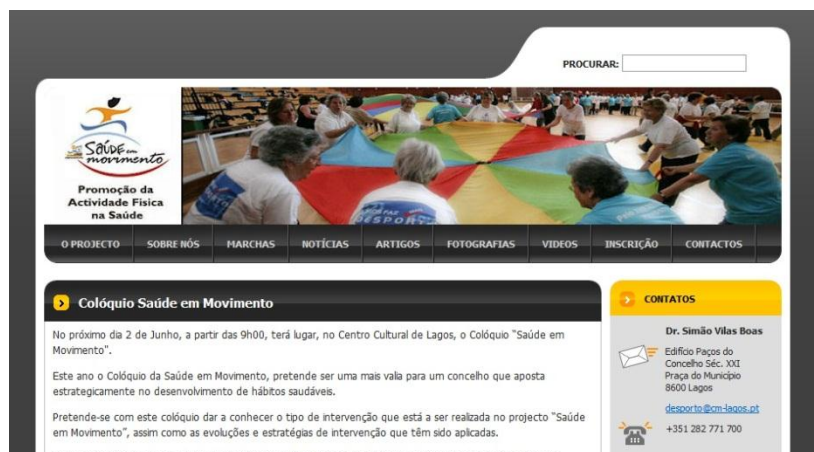 PROCURAR:
Saúde em
movimento
Promoção da
Actividade Física
na Saúde
O PROJECTO SOBRE NÓS MARCHAS NOTÍCIAS ARTIGOS FOTOGRAFIAS VIDEOS INSCRIÇÃO CONTACTOS
Colóquio Saúde em Movimento
No próximo dia 2 de Junho, a partir das 9h00, terá lugar, no Centro Cultural de Lagos, o Colóquio "Saúde em
Movimento".
Este ano o Colóquio da Saúde em Movimento, pretende ser uma mais valia para um concelho que aposta
estrategicamente no desenvolvimento de hábitos saudáveis.
Pretende-se com este colóquio dar a conhecer o tipo de intervenção que está a ser realizada no projecto "Saúde
em Movimento", assim como as evoluções e estratégias de intervenção que têm sido aplicadas.
CONTATOS
Dr. Simão Vilas Boas
Edifício Paços do
Concelho Séc. XXI
Praça do Município
8600 Lagos
desporto@cm-lagos.pt
+351 282 771 700